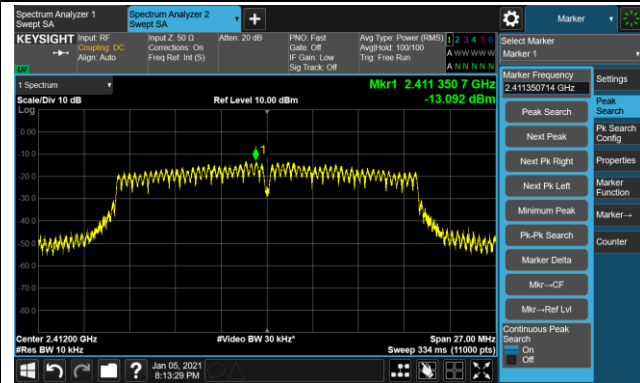 Spectrum Analyzer 1
Swept SA
Spectrum Analyzer 2
Swept SA
+
Marker
KEYSIGHT
Input: RF
Coupling: DC
Align: Auto
Input Z: 50 Ω
Corrections: On
Freq Ref: Int (S)
Atten: 20 dB
PNO: Fast
Gate: Off
IF Gain: Low
Sig Track: Off
Avg Type: Power (RMS)
Avg|Hold: 100/100
Trig: Free Run
1 2 3 4 5 6
A W W W W W
A N N N N N
LXI
Select Marker
Marker 1
1 Spectrum
Scale/Div 10 dB
Log
Ref Level 10.00 dBm
Mkr1 2.411 350 7 GHz
-13.092 dBm
0.00
-10.0
-20.0
-30.0
-40.0
-50.0
-60.0
-70.0
-80.0
1
Center 2.41200 GHz
#Res BW 10 kHz
#Video BW 30 kHz*
Span 27.00 MHz
Sweep 334 ms (11000 pts)
Marker Frequency
2.411350714 GHz
Peak Search
Next Peak
Next Pk Right
Next Pk Left
Minimum Peak
Pk-Pk Search
Marker Delta
Mkr→CF
Mkr→Ref Lvl
Continuous Peak
Search
On
Off
Settings
Peak
Search
Pk Search
Config
Properties
Marker
Function
Marker→
Counter
?
Jan 05, 2021
8:13:29 PM